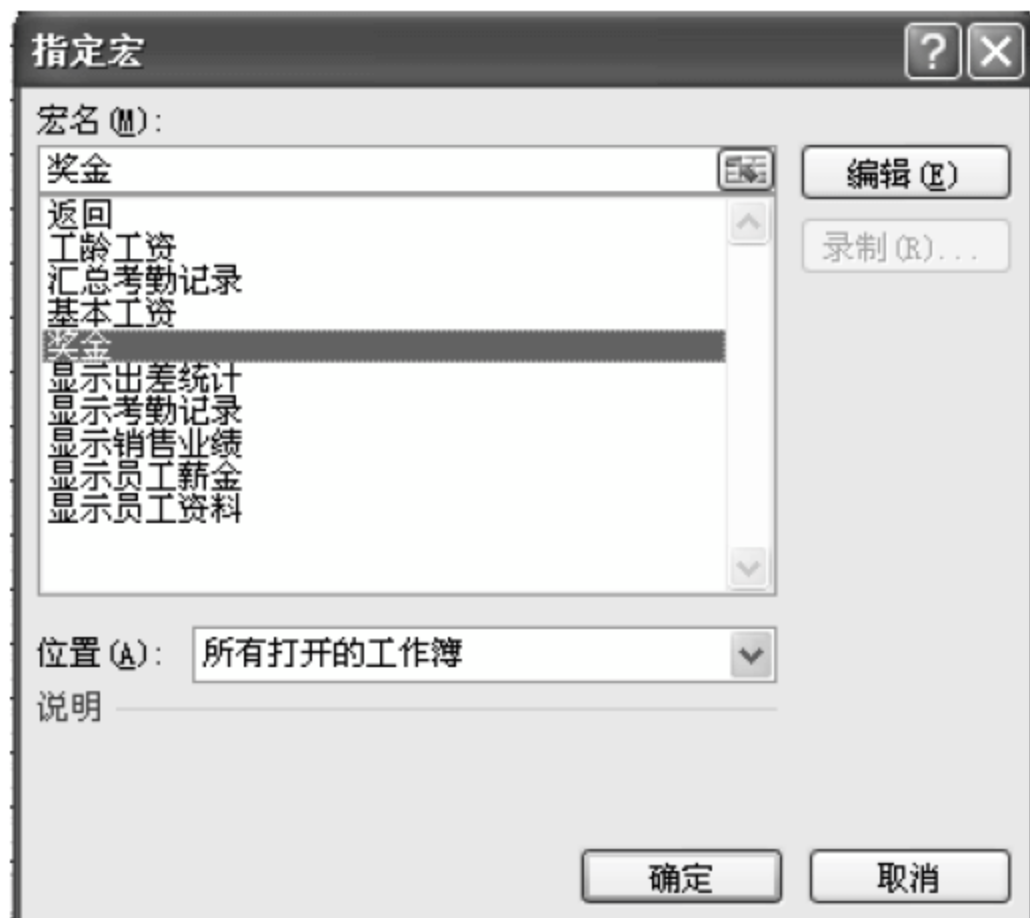 指定宏
宏名(M):
奖金
编辑(E)
录制(R)...
返回
工龄工资
汇总考勤记录
基本工资
奖金
显示出差统计
显示考勤记录
显示销售业绩
显示员工薪金
显示员工资料
位置(A): 所有打开的工作簿
说明
确定 取消